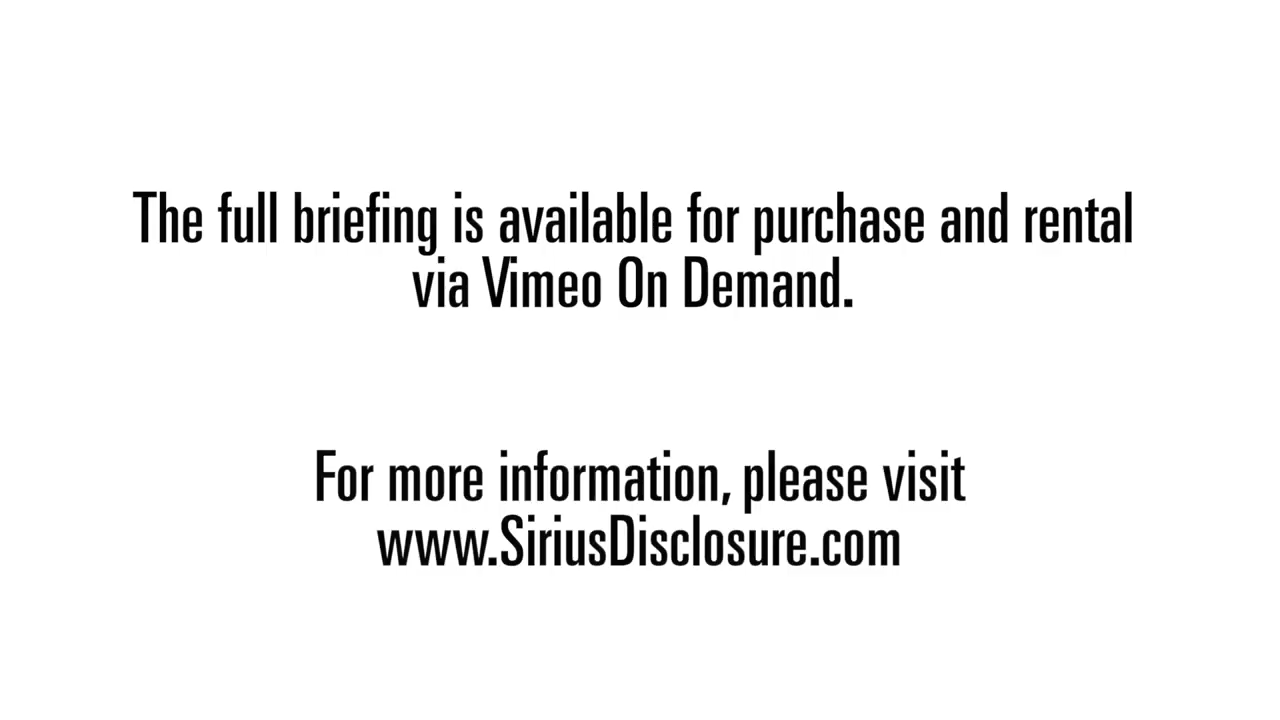 The full briefing is available for purchase and rental
via Vimeo On Demand.
For more information, please visit
www.SiriusDisclosure.com